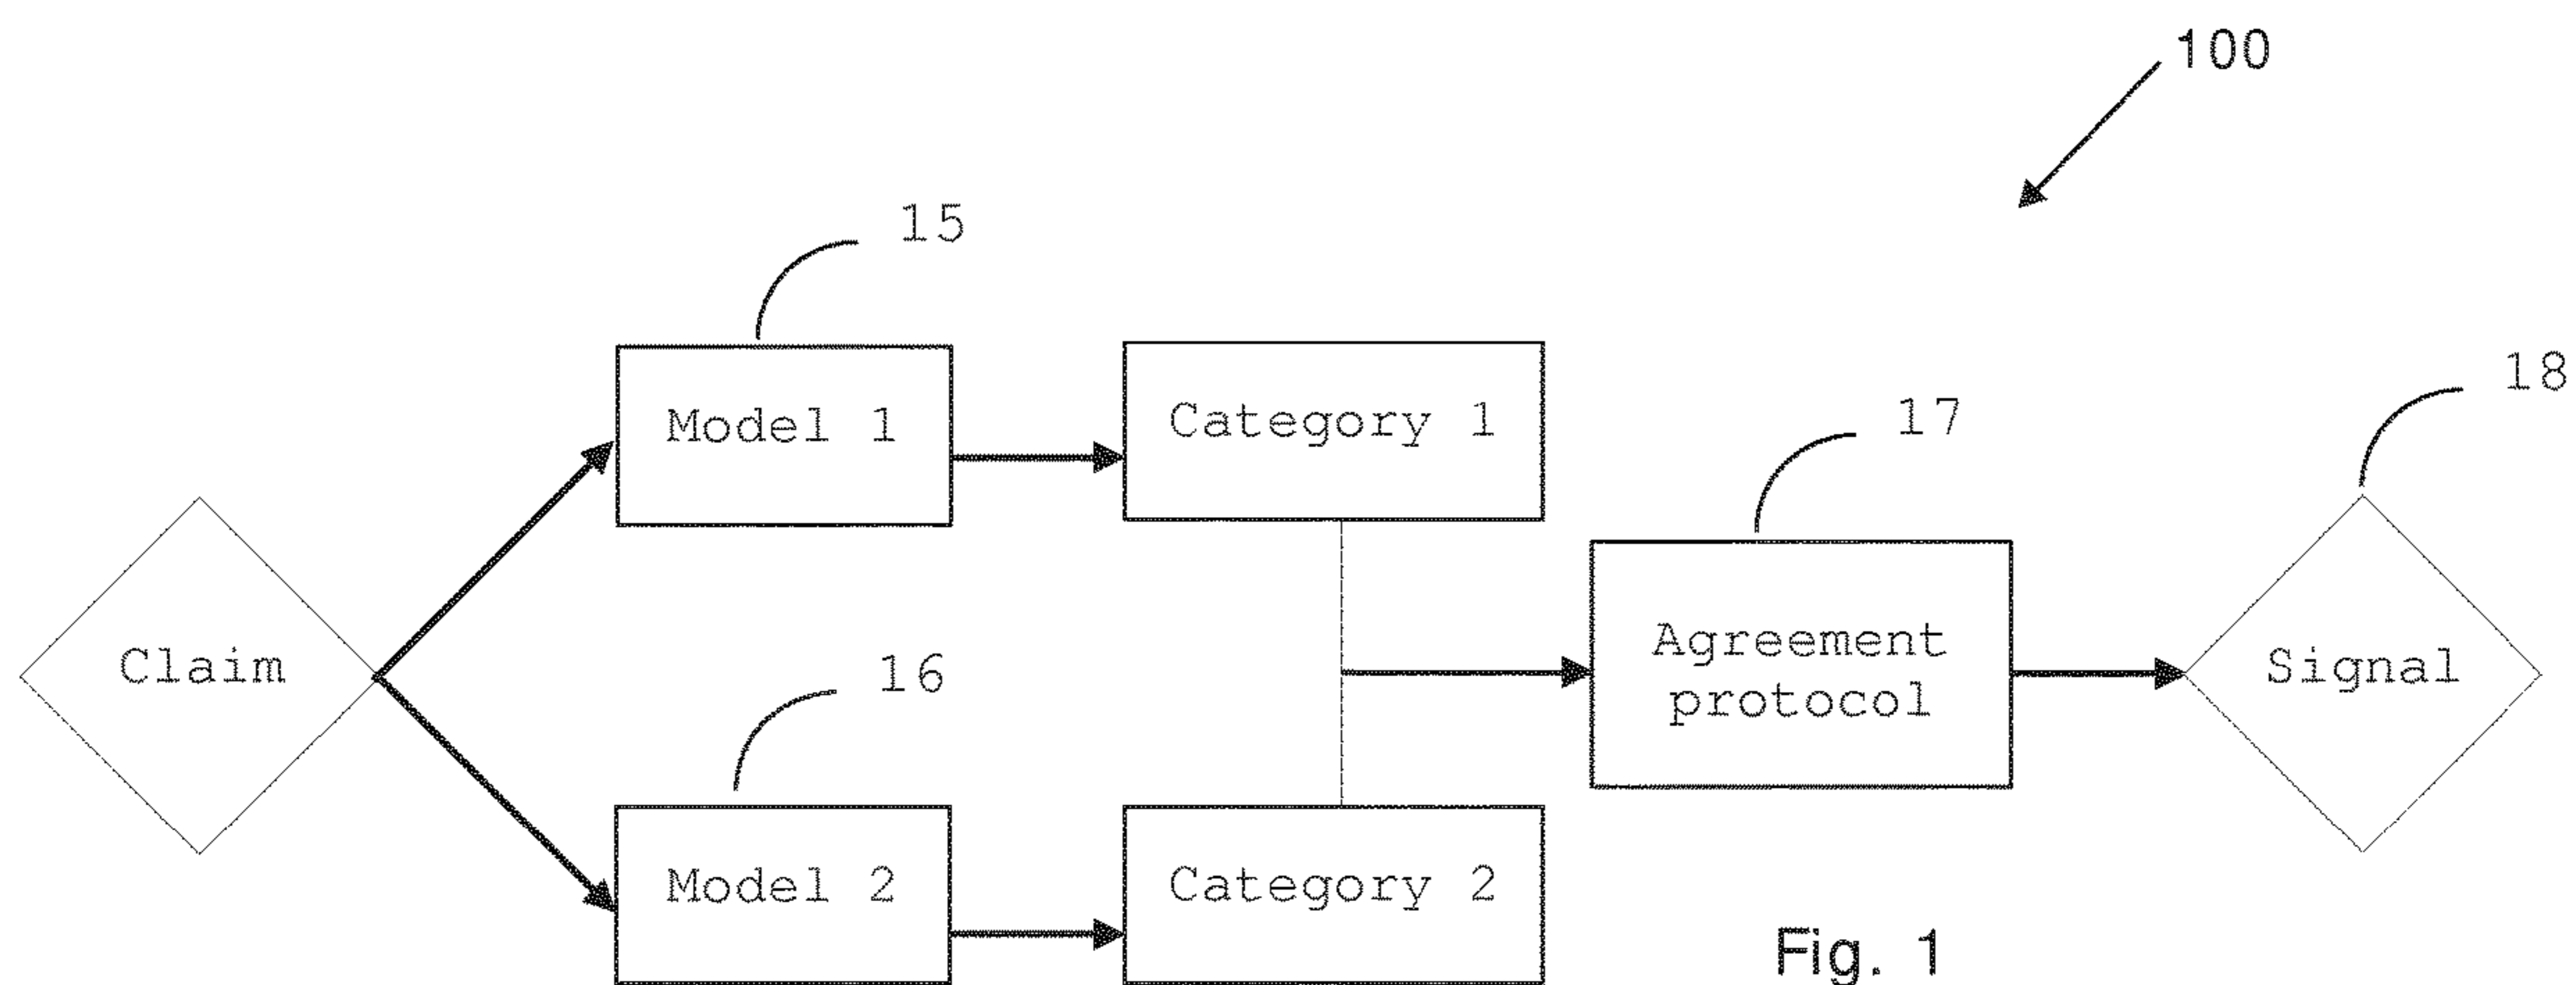 100
15
18
Model 1
Category 1
17
Claim
16
Agreement
protocol
Signal
Model 2
Category 2
Fig. 1